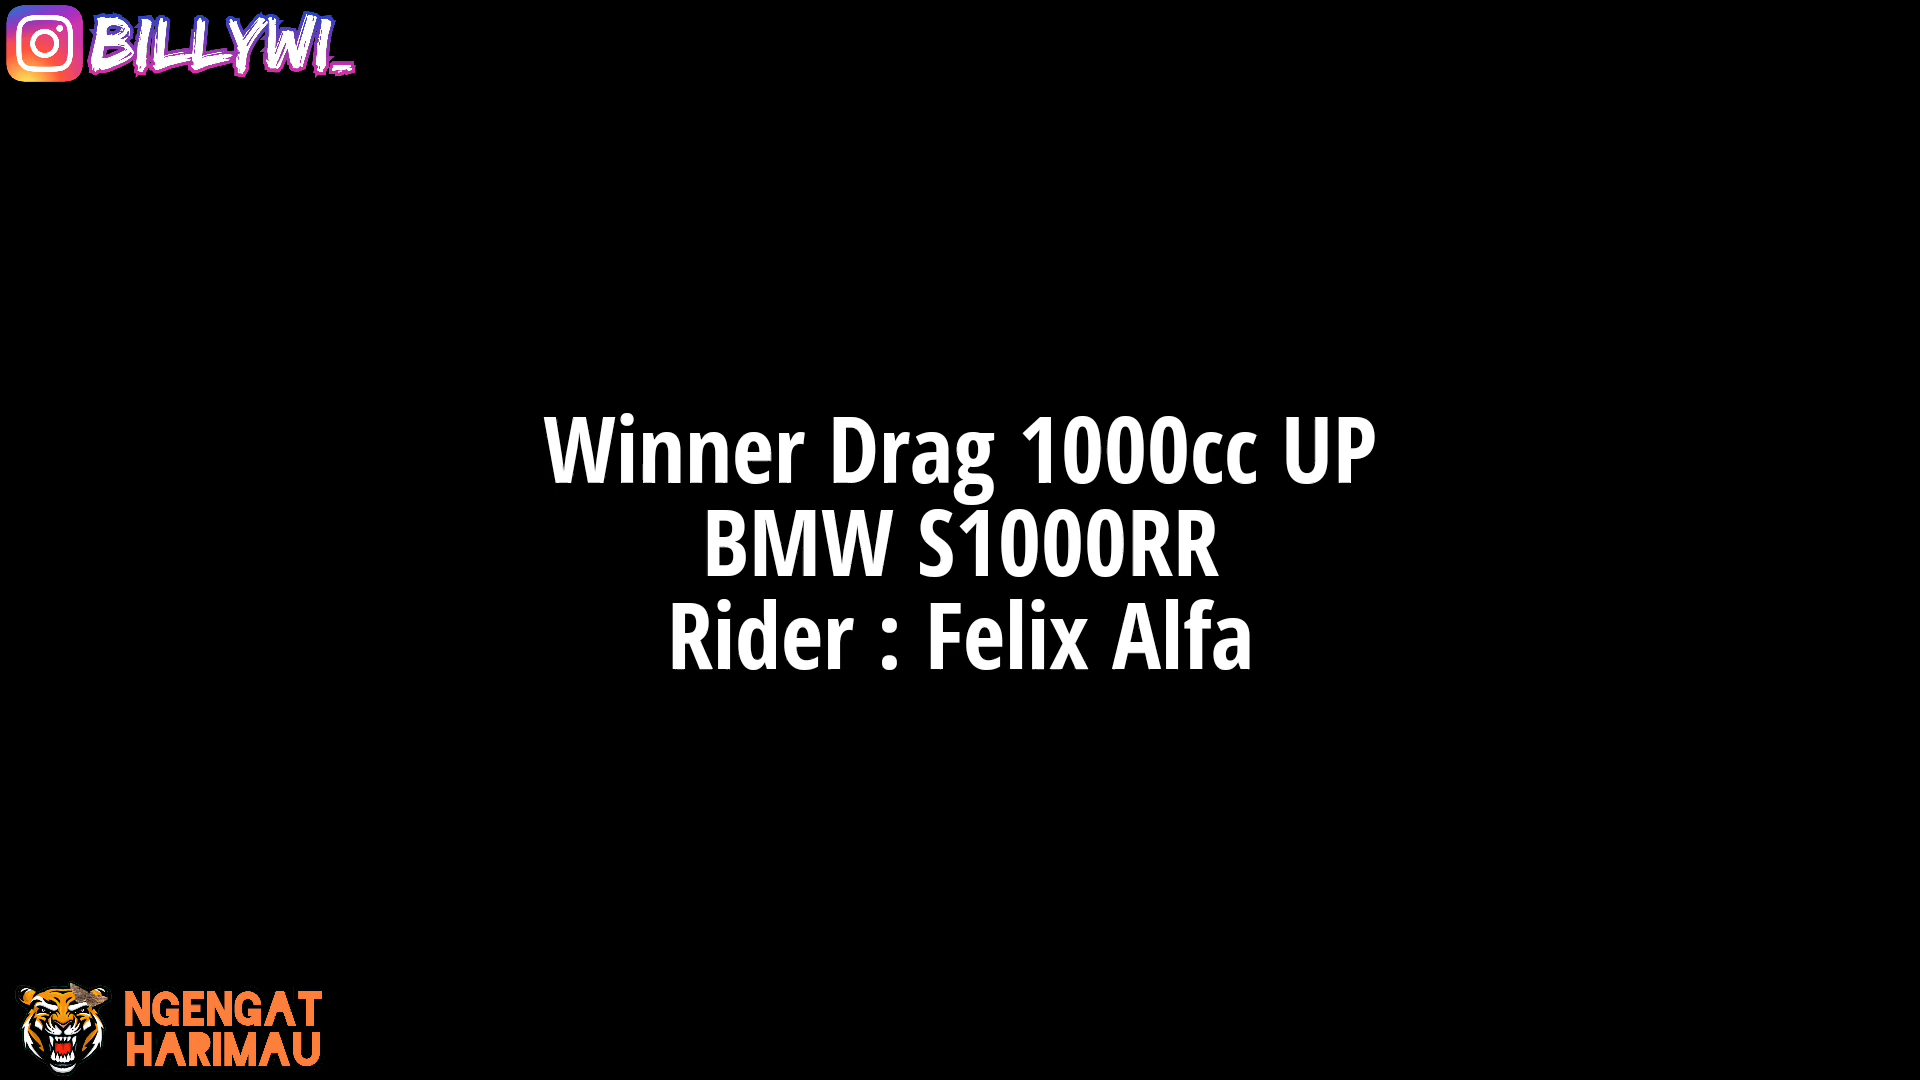 BILLYWI_
Winner Drag 1000cc UP
BMW S1000RR
Rider : Felix Alfa
NGENGAT
HARIMAU